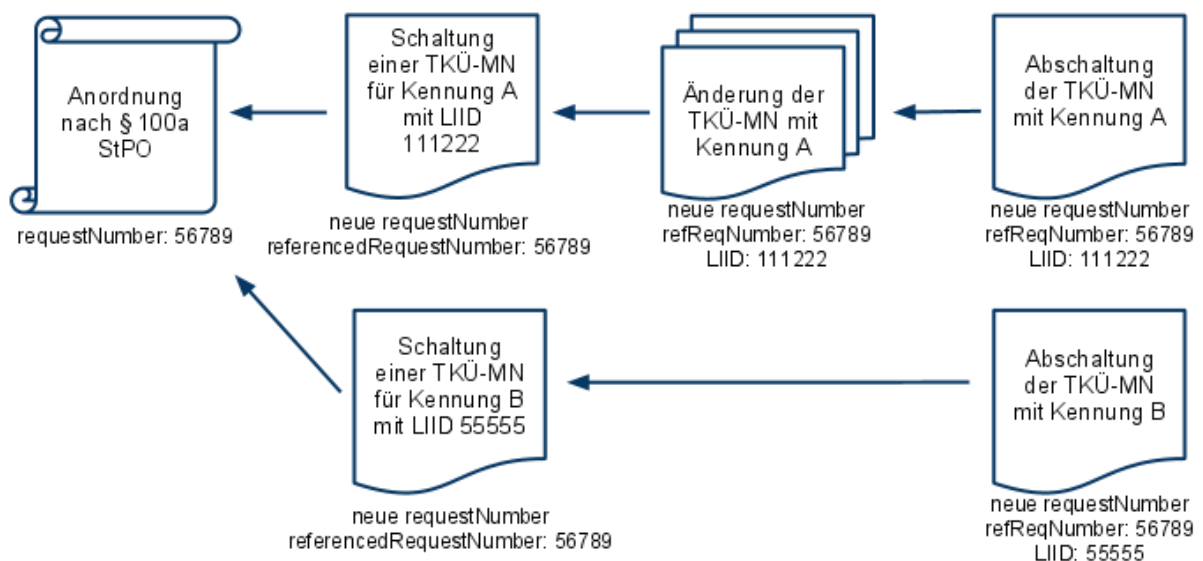 Anordnung
nach § 100a
StPO
requestNumber: 56789
Schaltung
einer TKÜ-MN
für Kennung A
mit LIID
111222
neue requestNumber
referencedRequestNumber: 56789
Änderung der
TKÜ-MN mit
Kennung A
neue requestNumber
refReqNumber: 56789
LIID: 111222
Abschaltung
der TKÜ-MN
mit Kennung A
neue requestNumber
refReqNumber: 56789
LIID: 111222
Schaltung
einer TKÜ-MN
für Kennung B
mit LIID 55555
neue requestNumber
referencedRequestNumber: 56789
Abschaltung
der TKÜ-MN
mit Kennung B
neue requestNumber
refReqNumber: 56789
LIID: 55555